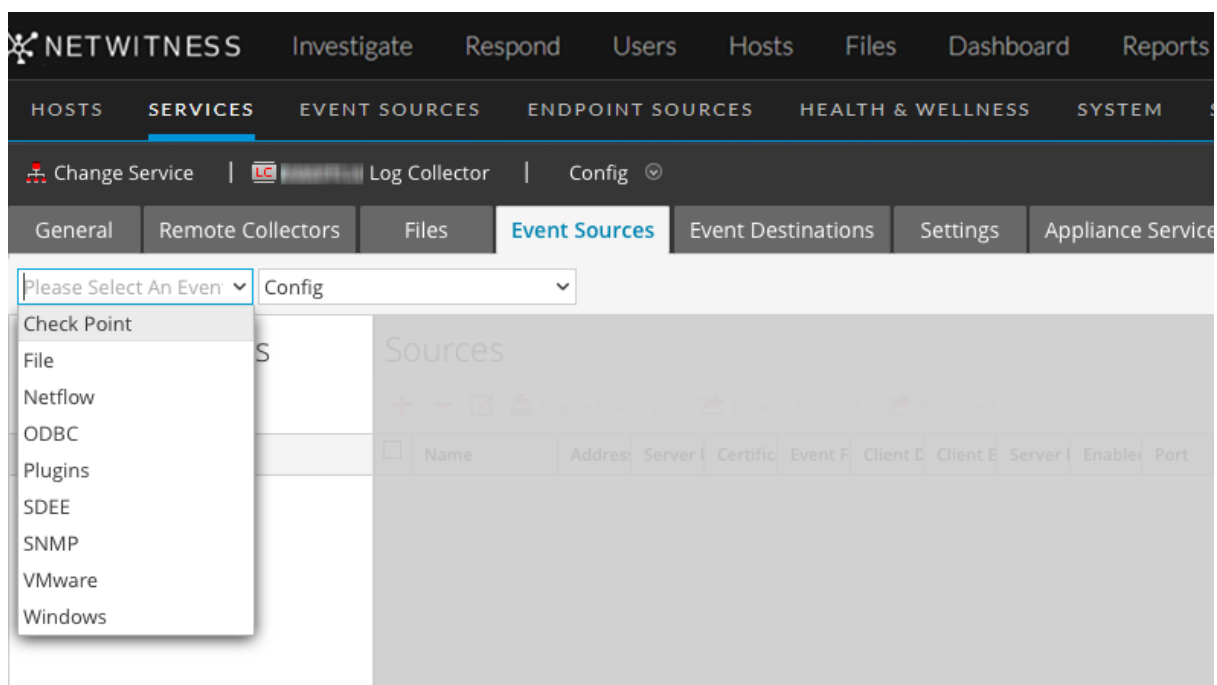 NETWITNESS Investigate Respond Users Hosts Files Dashboard Reports
HOSTS SERVICES EVENT SOURCES ENDPOINT SOURCES HEALTH & WELLNESS SYSTEM
Change Service | LC Log Collector | Config
General Remote Collectors Files Event Sources Event Destinations Settings Appliance Service
Please Select An Even Config
Check Point
File
Netflow
ODBC
Plugins
SDEE
SNMP
VMware
Windows
s
Sources
Import Source Export Source Pull Cert
Name Addres Server Certific Event F Client D Client E Server Enable Port